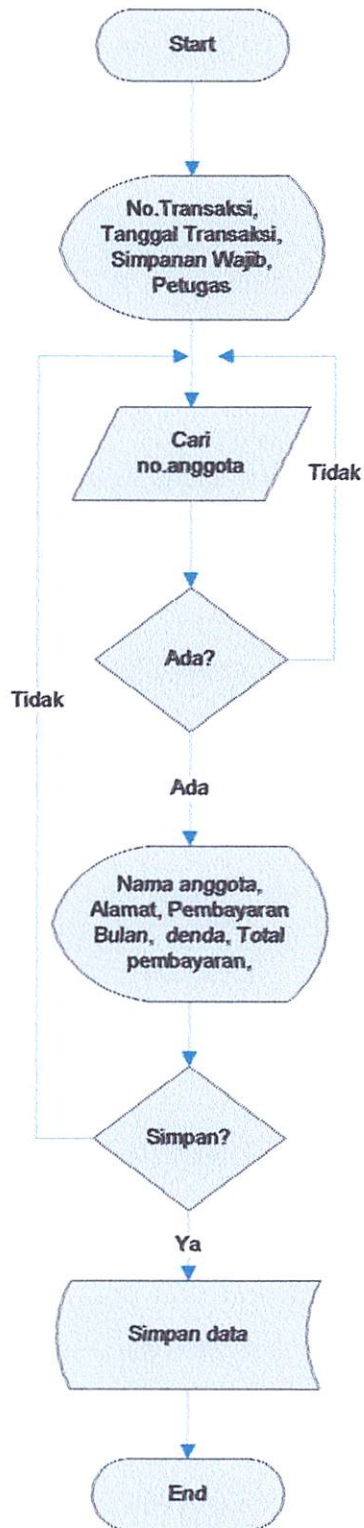 Start
No.Transaksi,
Tanggal Transaksi,
Simpanan Wajib,
Petugas
Cari
no.anggota
Tidak
Ada?
Tidak
Ada
Nama anggota,
Alamat, Pembayaran
Bulan, denda, Total
pembayaran,
Simpan?
Ya
Simpan data
End